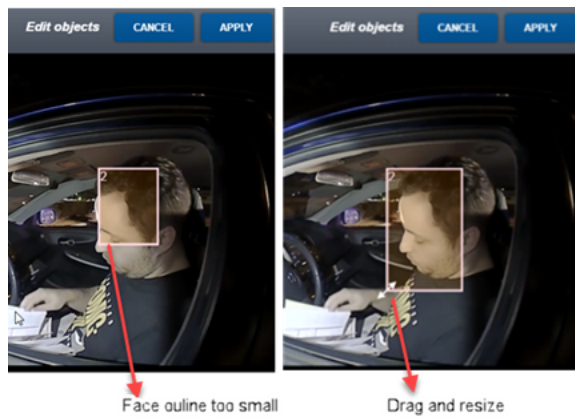 Edit objects CANCEL APPLY
Edit objects CANCEL APPLY
2
2
Face ouline too small
Drag and resize